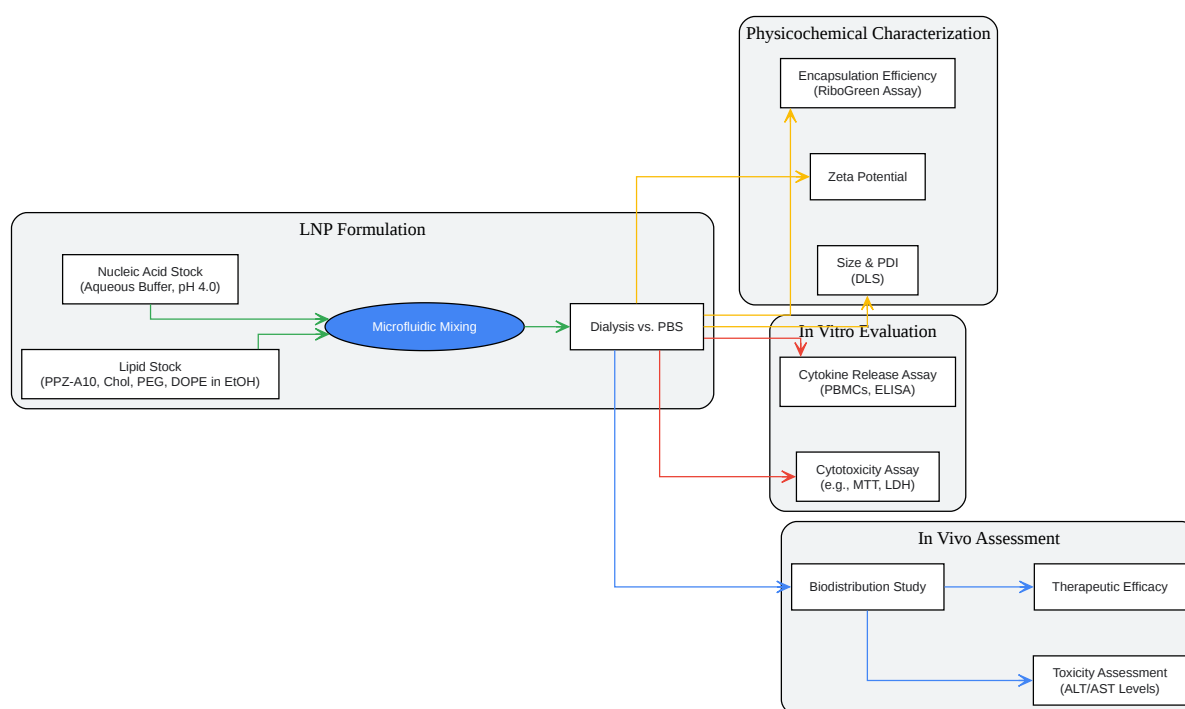 Physicochemical Characterization
Encapsulation Efficiency
(RiboGreen Assay)
Zeta Potential
Size & PDI
(DLS)
LNP Formulation
Nucleic Acid Stock
(Aqueous Buffer, pH 4.0)
Microfluidic Mixing
Dialysis vs. PBS
Lipid Stock
(PPZ-A10, Chol, PEG, DOPE in EtOH)
In Vitro Evaluation
Cytokine Release Assay
(PBMCs, ELISA)
Cytotoxicity Assay
(e.g., MTT, LDH)
In Vivo Assessment
Biodistribution Study
Therapeutic Efficacy
Toxicity Assessment
(ALT/AST Levels)